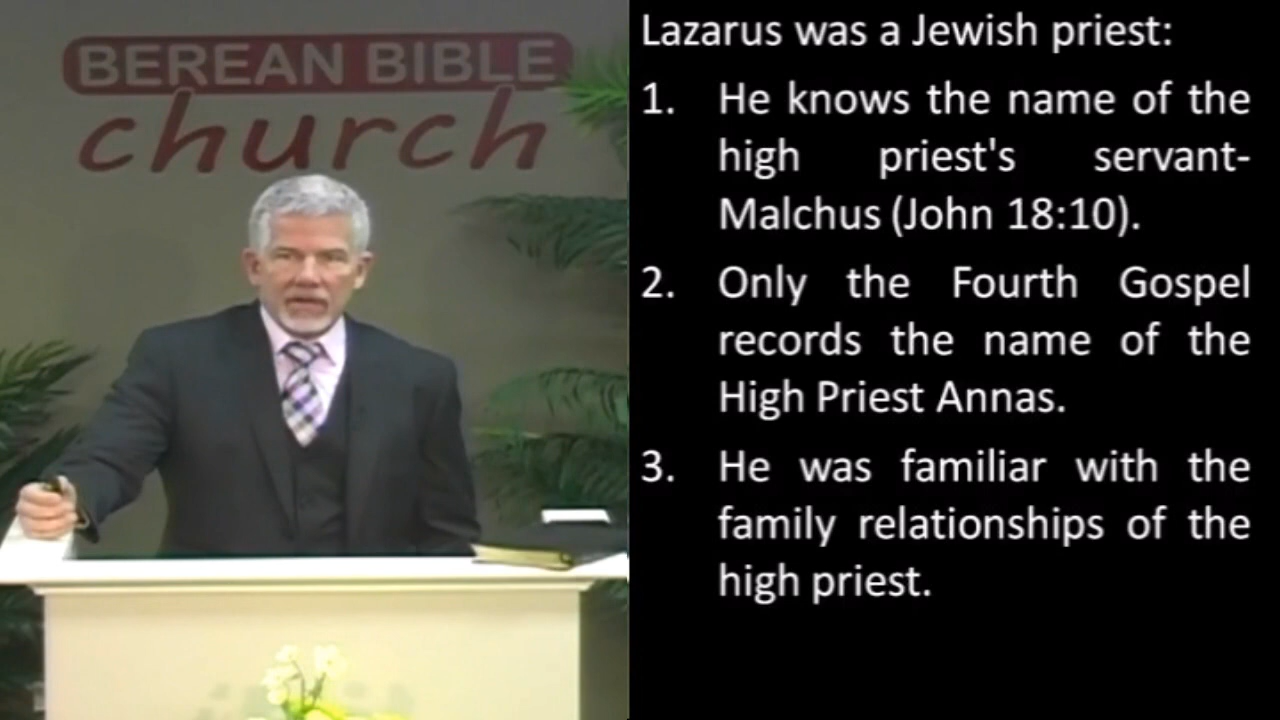 BEREAN BIBLE
church
Lazarus was a Jewish priest:
1. He knows the name of the
high priest's servant-
Malchus (John 18:10).
2. Only the Fourth Gospel
records the name of the
High Priest Annas.
3. He was familiar with the
family relationships of the
high priest.